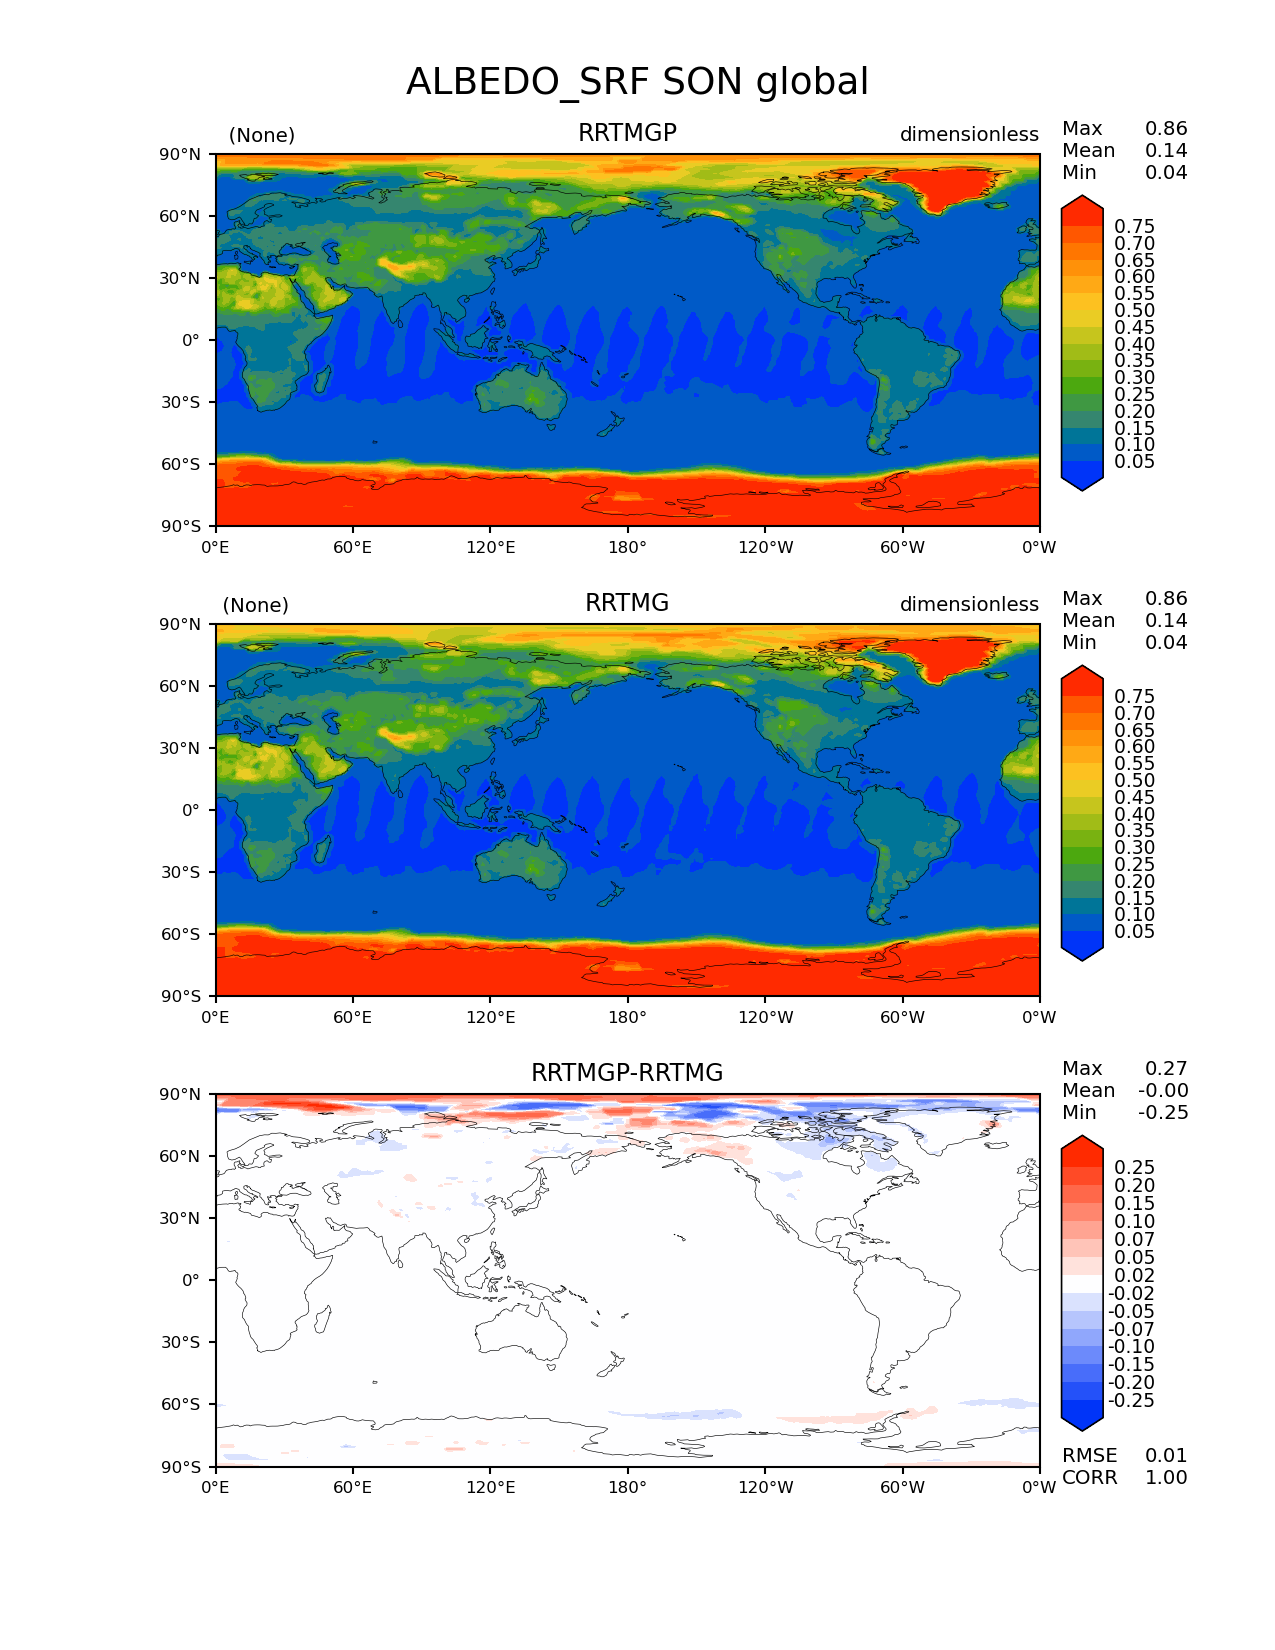 ALBEDO_SRF SON global
(None) RRTMGP dimensionless
Max 0.86
Mean 0.14
Min 0.04
90°N
60°N
30°N
0°
30°S
60°S
90°S
0°E 60°E 120°E 180° 120°W 60°W 0°W
0.75
0.70
0.65
0.60
0.55
0.50
0.45
0.40
0.35
0.30
0.25
0.20
0.15
0.10
0.05
(None) RRTMG dimensionless
Max 0.86
Mean 0.14
Min 0.04
90°N
60°N
30°N
0°
30°S
60°S
90°S
0°E 60°E 120°E 180° 120°W 60°W 0°W
0.75
0.70
0.65
0.60
0.55
0.50
0.45
0.40
0.35
0.30
0.25
0.20
0.15
0.10
0.05
RRTMGP-RRTMG
Max 0.27
Mean -0.00
Min -0.25
90°N
60°N
30°N
0°
30°S
60°S
90°S
0°E 60°E 120°E 180° 120°W 60°W 0°W
0.25
0.20
0.15
0.10
0.07
0.05
0.02
-0.02
-0.05
-0.07
-0.10
-0.15
-0.20
-0.25
RMSE 0.01
CORR 1.00